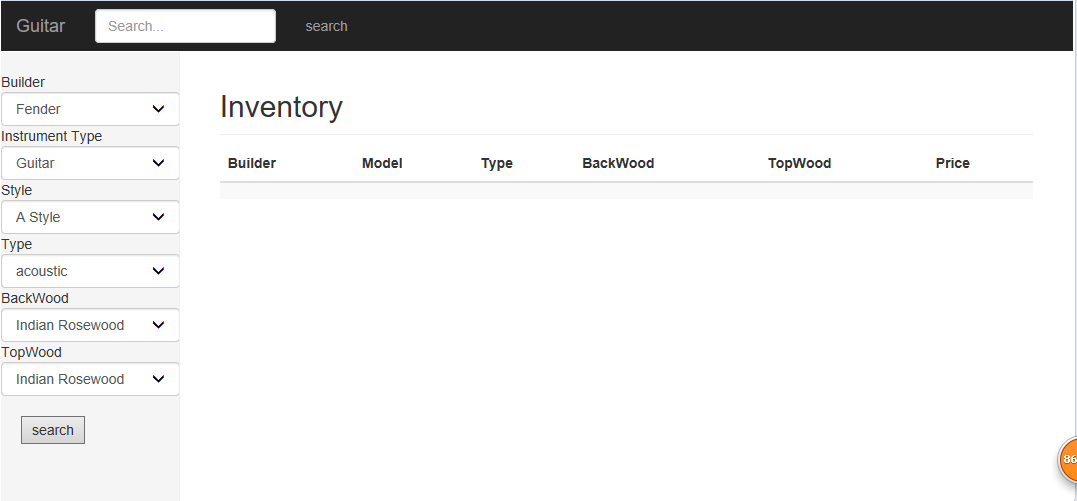 Guitar Search... search
Builder
Fender
Instrument Type
Guitar
Style
A Style
Type
acoustic
BackWood
Indian Rosewood
TopWood
Indian Rosewood
search
Inventory
Builder Model Type BackWood TopWood Price
86